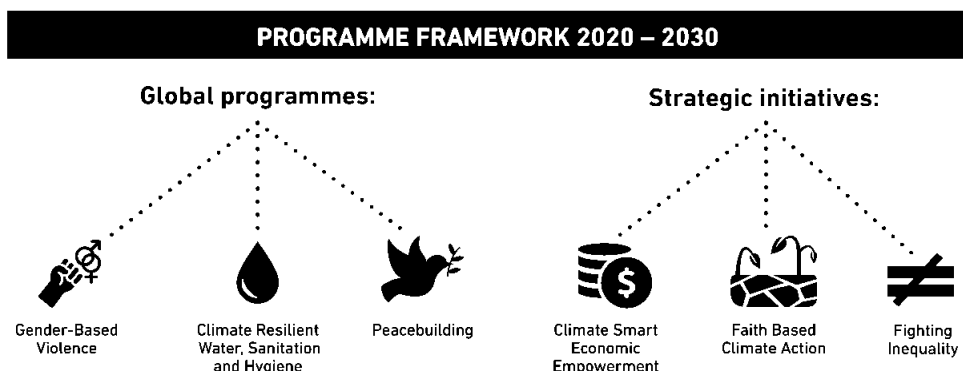 PROGRAMME FRAMEWORK 2020 – 2030
Global programmes:
Strategic initiatives:
Gender-Based
Violence
Climate Resilient
Water, Sanitation
and Hygiene
Peacebuilding
$
Climate Smart
Economic
Empowerment
Faith Based
Climate Action
Fighting
Inequality